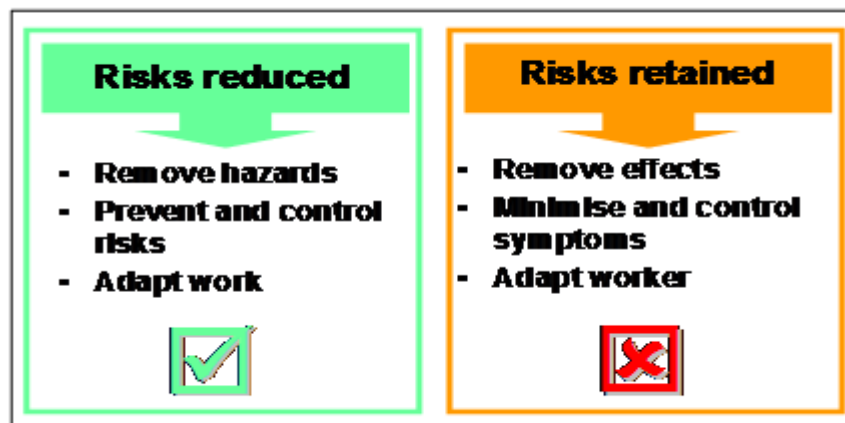 Risks reduced
- Remove hazards
- Prevent and control
risks
- Adapt work
Risks retained
- Remove effects
- Minimise and control
symptoms
- Adapt worker